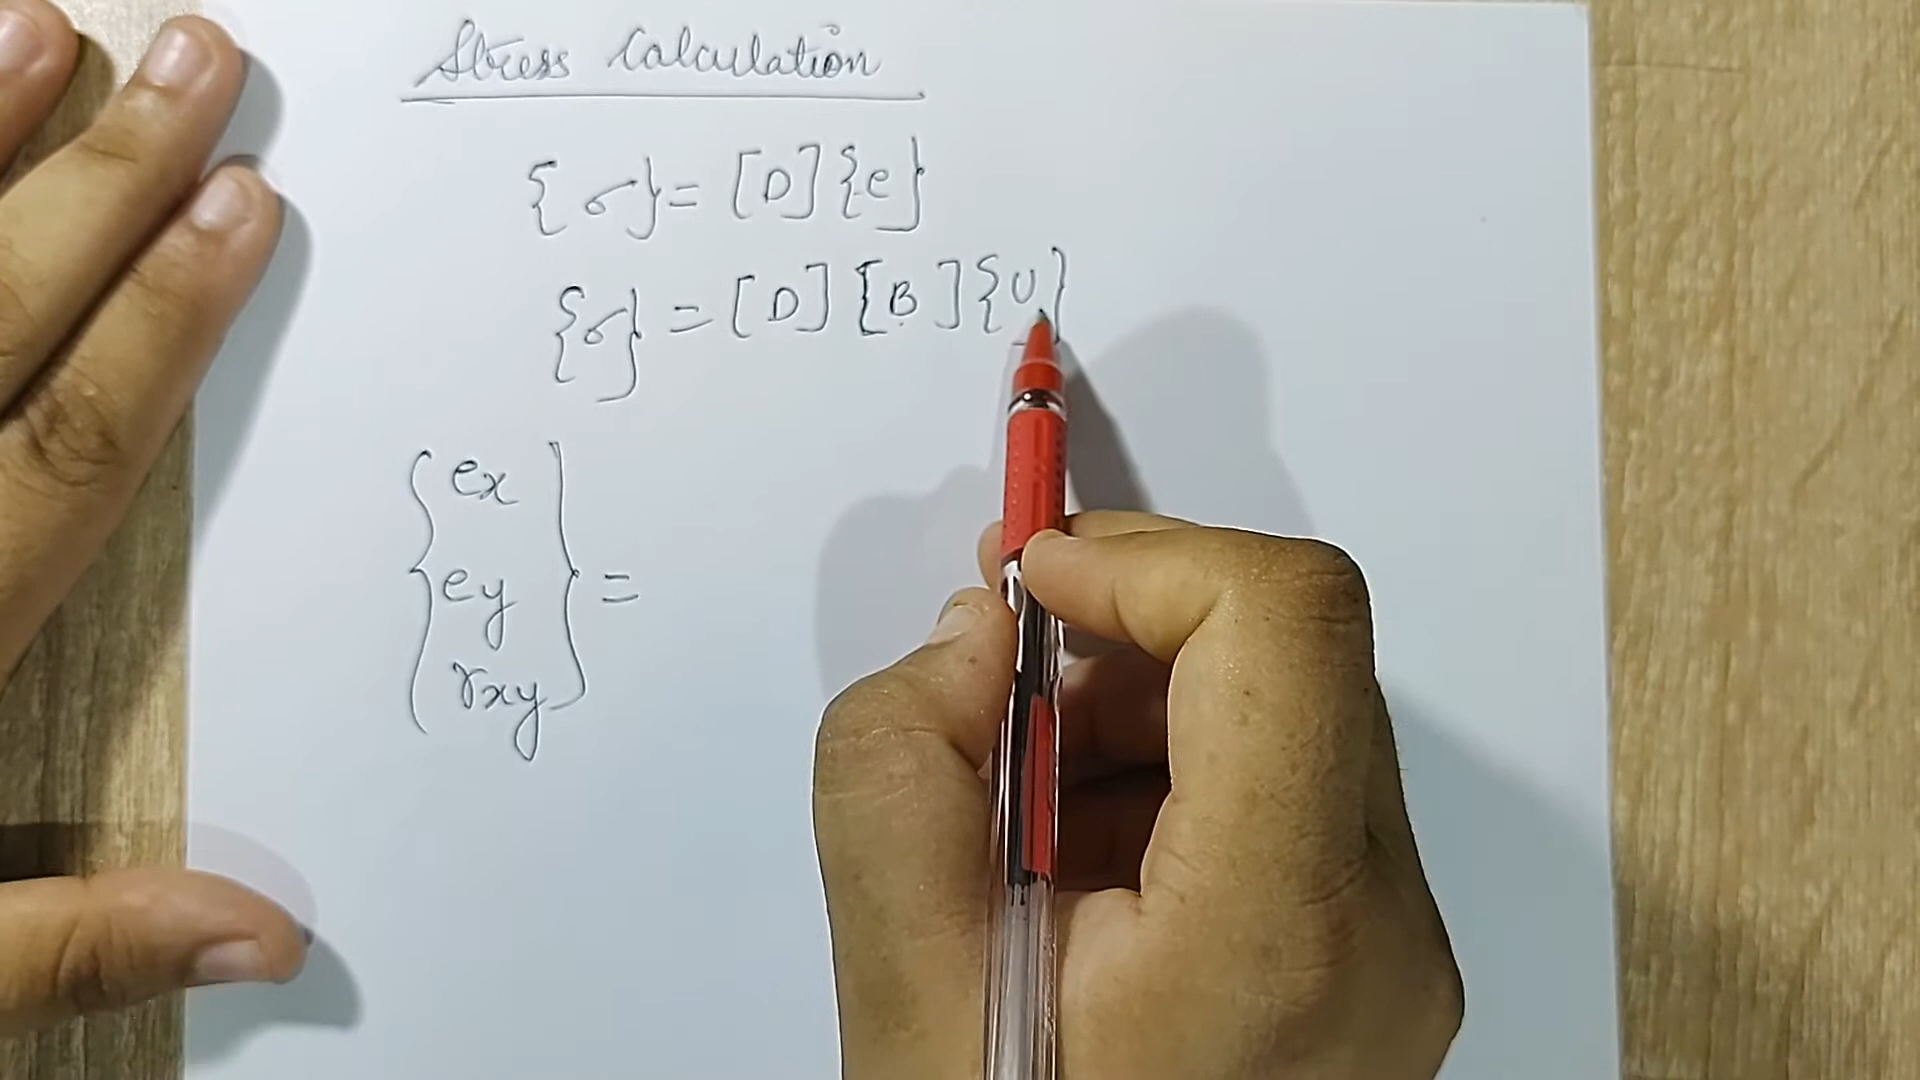 Stress Calculation
{σ} = [D] {e}
{σ} = [D] [B] {U}
{ex
ey
γxy} =